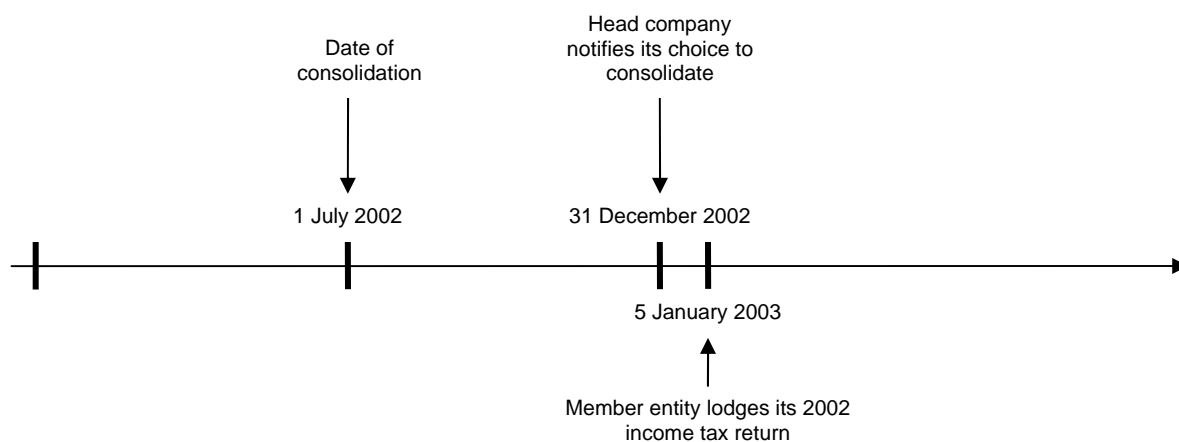 Head company
notifies its choice to
consolidate
Date of
consolidation
1 July 2002
31 December 2002
5 January 2003
Member entity lodges its 2002
income tax return